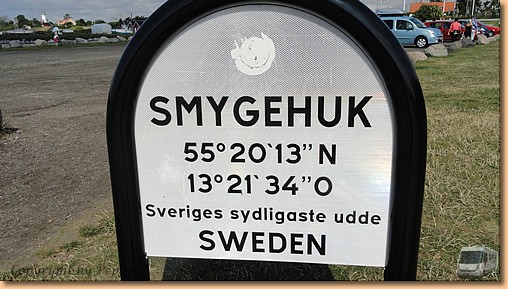 SMYGEHUK
55°20`13”N
13°21`34”O
Sveriges sydligaste udde
SWEDEN